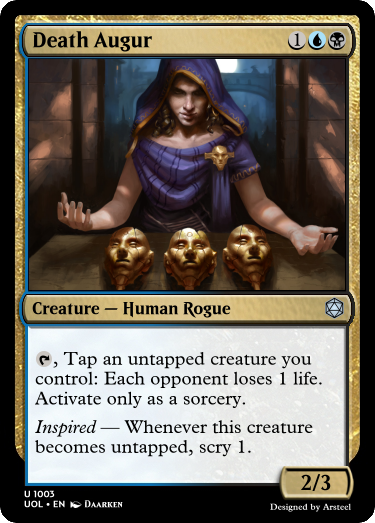 Death Augur 1
Creature — Human Rogue
, Tap an untapped creature you
control: Each opponent loses 1 life.
Activate only as a sorcery.
Inspired — Whenever this creature
becomes untapped, scry 1.
2/3
U 1003
UOL • EN Daarken
Designed by Arsteel